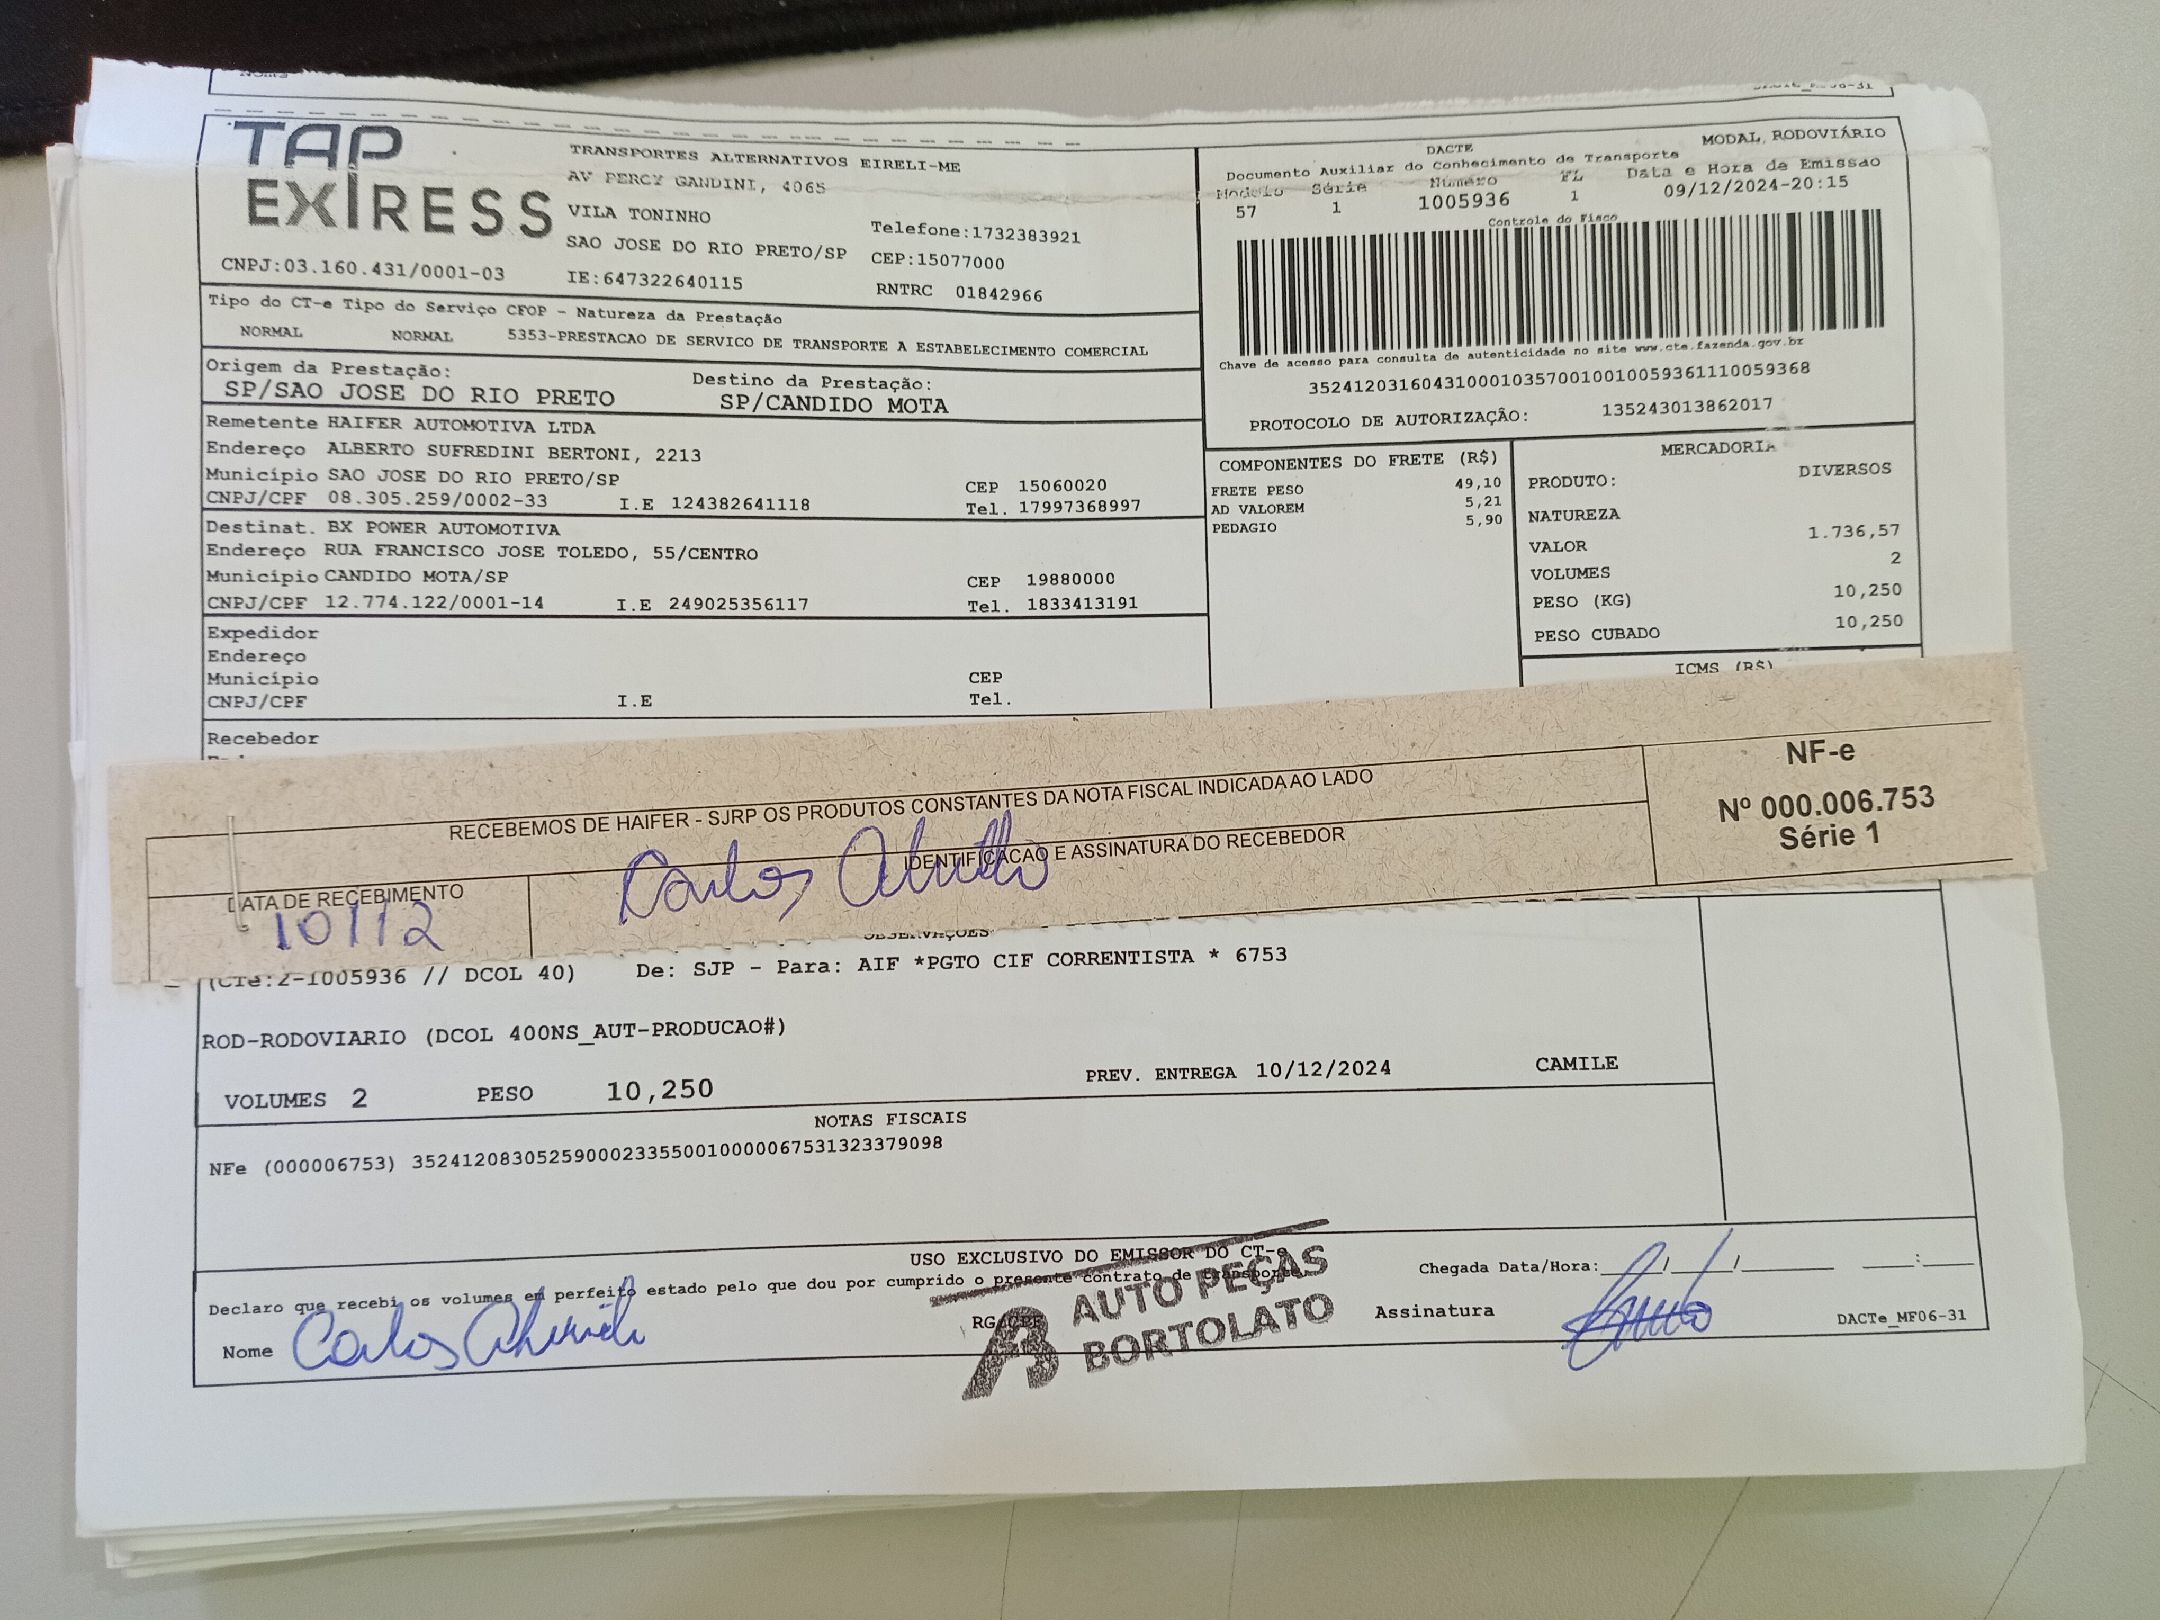 TAP
EXPRESS
TRANSPORTES ALTERNATIVOS EIRELI-ME
AV PERCY GANDINI, 4065
VILA TONINHO
Telefone:1732383921
SAO JOSE DO RIO PRETO/SP
CEP:15077000
CNPJ:03.160.431/0001-03
IE:647322640115
RNTRC 01842966
Tipo do CT-e Tipo do Serviço CFOP - Natureza da Prestação
NORMAL NORMAL 5353-PRESTACAO DE SERVICO DE TRANSPORTE A ESTABELECIMENTO COMERCIAL
Origem da Prestação: Destino da Prestação:
SP/SAO JOSE DO RIO PRETO SP/CANDIDO MOTA
Remetente HAIFER AUTOMOTIVA LTDA
Endereço ALBERTO SUFREDINI BERTONI, 2213
Município SAO JOSE DO RIO PRETO/SP CEP 15060020
CNPJ/CPF 08.305.259/0002-33 I.E 124382641118 Tel. 17997368997
Destinat. BX POWER AUTOMOTIVA
Endereço RUA FRANCISCO JOSE TOLEDO, 55/CENTRO
Município CANDIDO MOTA/SP CEP 19880000
CNPJ/CPF 12.774.122/0001-14 I.E 249025356117 Tel. 1833413191
Expedidor
Endereço
Município CEP
CNPJ/CPF I.E Tel.
Recebedor
DACTE
MODAL RODOVIÁRIO
Documento Auxiliar do Conhecimento de Transporte
Modelo Série Número FL Data e Hora de Emissão
57 1 1005936 1 09/12/2024-20:15
Controle do Fisco
Chave de acesso para consulta de autenticidade no site www.cte.fazenda.gov.br
35241203160431000103570010010059361110059368
PROTOCOLO DE AUTORIZAÇÃO: 135243013862017
COMPONENTES DO FRETE (R$)
FRETE PESO 49,10
AD VALOREM 5,21
PEDAGIO 5,90
MERCADORIA
PRODUTO: DIVERSOS
NATUREZA
VALOR 1.736,57
VOLUMES 2
PESO (KG) 10,250
PESO CUBADO 10,250
ICMS (R$)
RECEBEMOS DE HAIFER - SJRP OS PRODUTOS CONSTANTES DA NOTA FISCAL INDICADA AO LADO
NF-e
Nº 000.006.753
Série 1
DATA DE RECEBIMENTO
10/12
IDENTIFICACAO E ASSINATURA DO RECEBEDOR
Carlos
OBSERVAÇÕES
(CTe:2-1005936 // DCOL 40) De: SJP - Para: AIF *PGTO CIF CORRENTISTA * 6753
ROD-RODOVIARIO (DCOL 400NS_AUT-PRODUCAO#)
VOLUMES 2 PESO 10,250 PREV. ENTREGA 10/12/2024 CAMILE
NOTAS FISCAIS
NFe (000006753) 35241208305259000233550010000067531323379098
USO EXCLUSIVO DO EMISSOR DO CT-e
Declaro que recebi os volumes em perfeito estado pelo que dou por cumprido o presente contrato de transporte.
Chegada Data/Hora:____/____/________ ____:____
Nome Carlos
RG/CPF
Assinatura
AUTO PEÇAS
BORTOLATO
DACTe_MF06-31